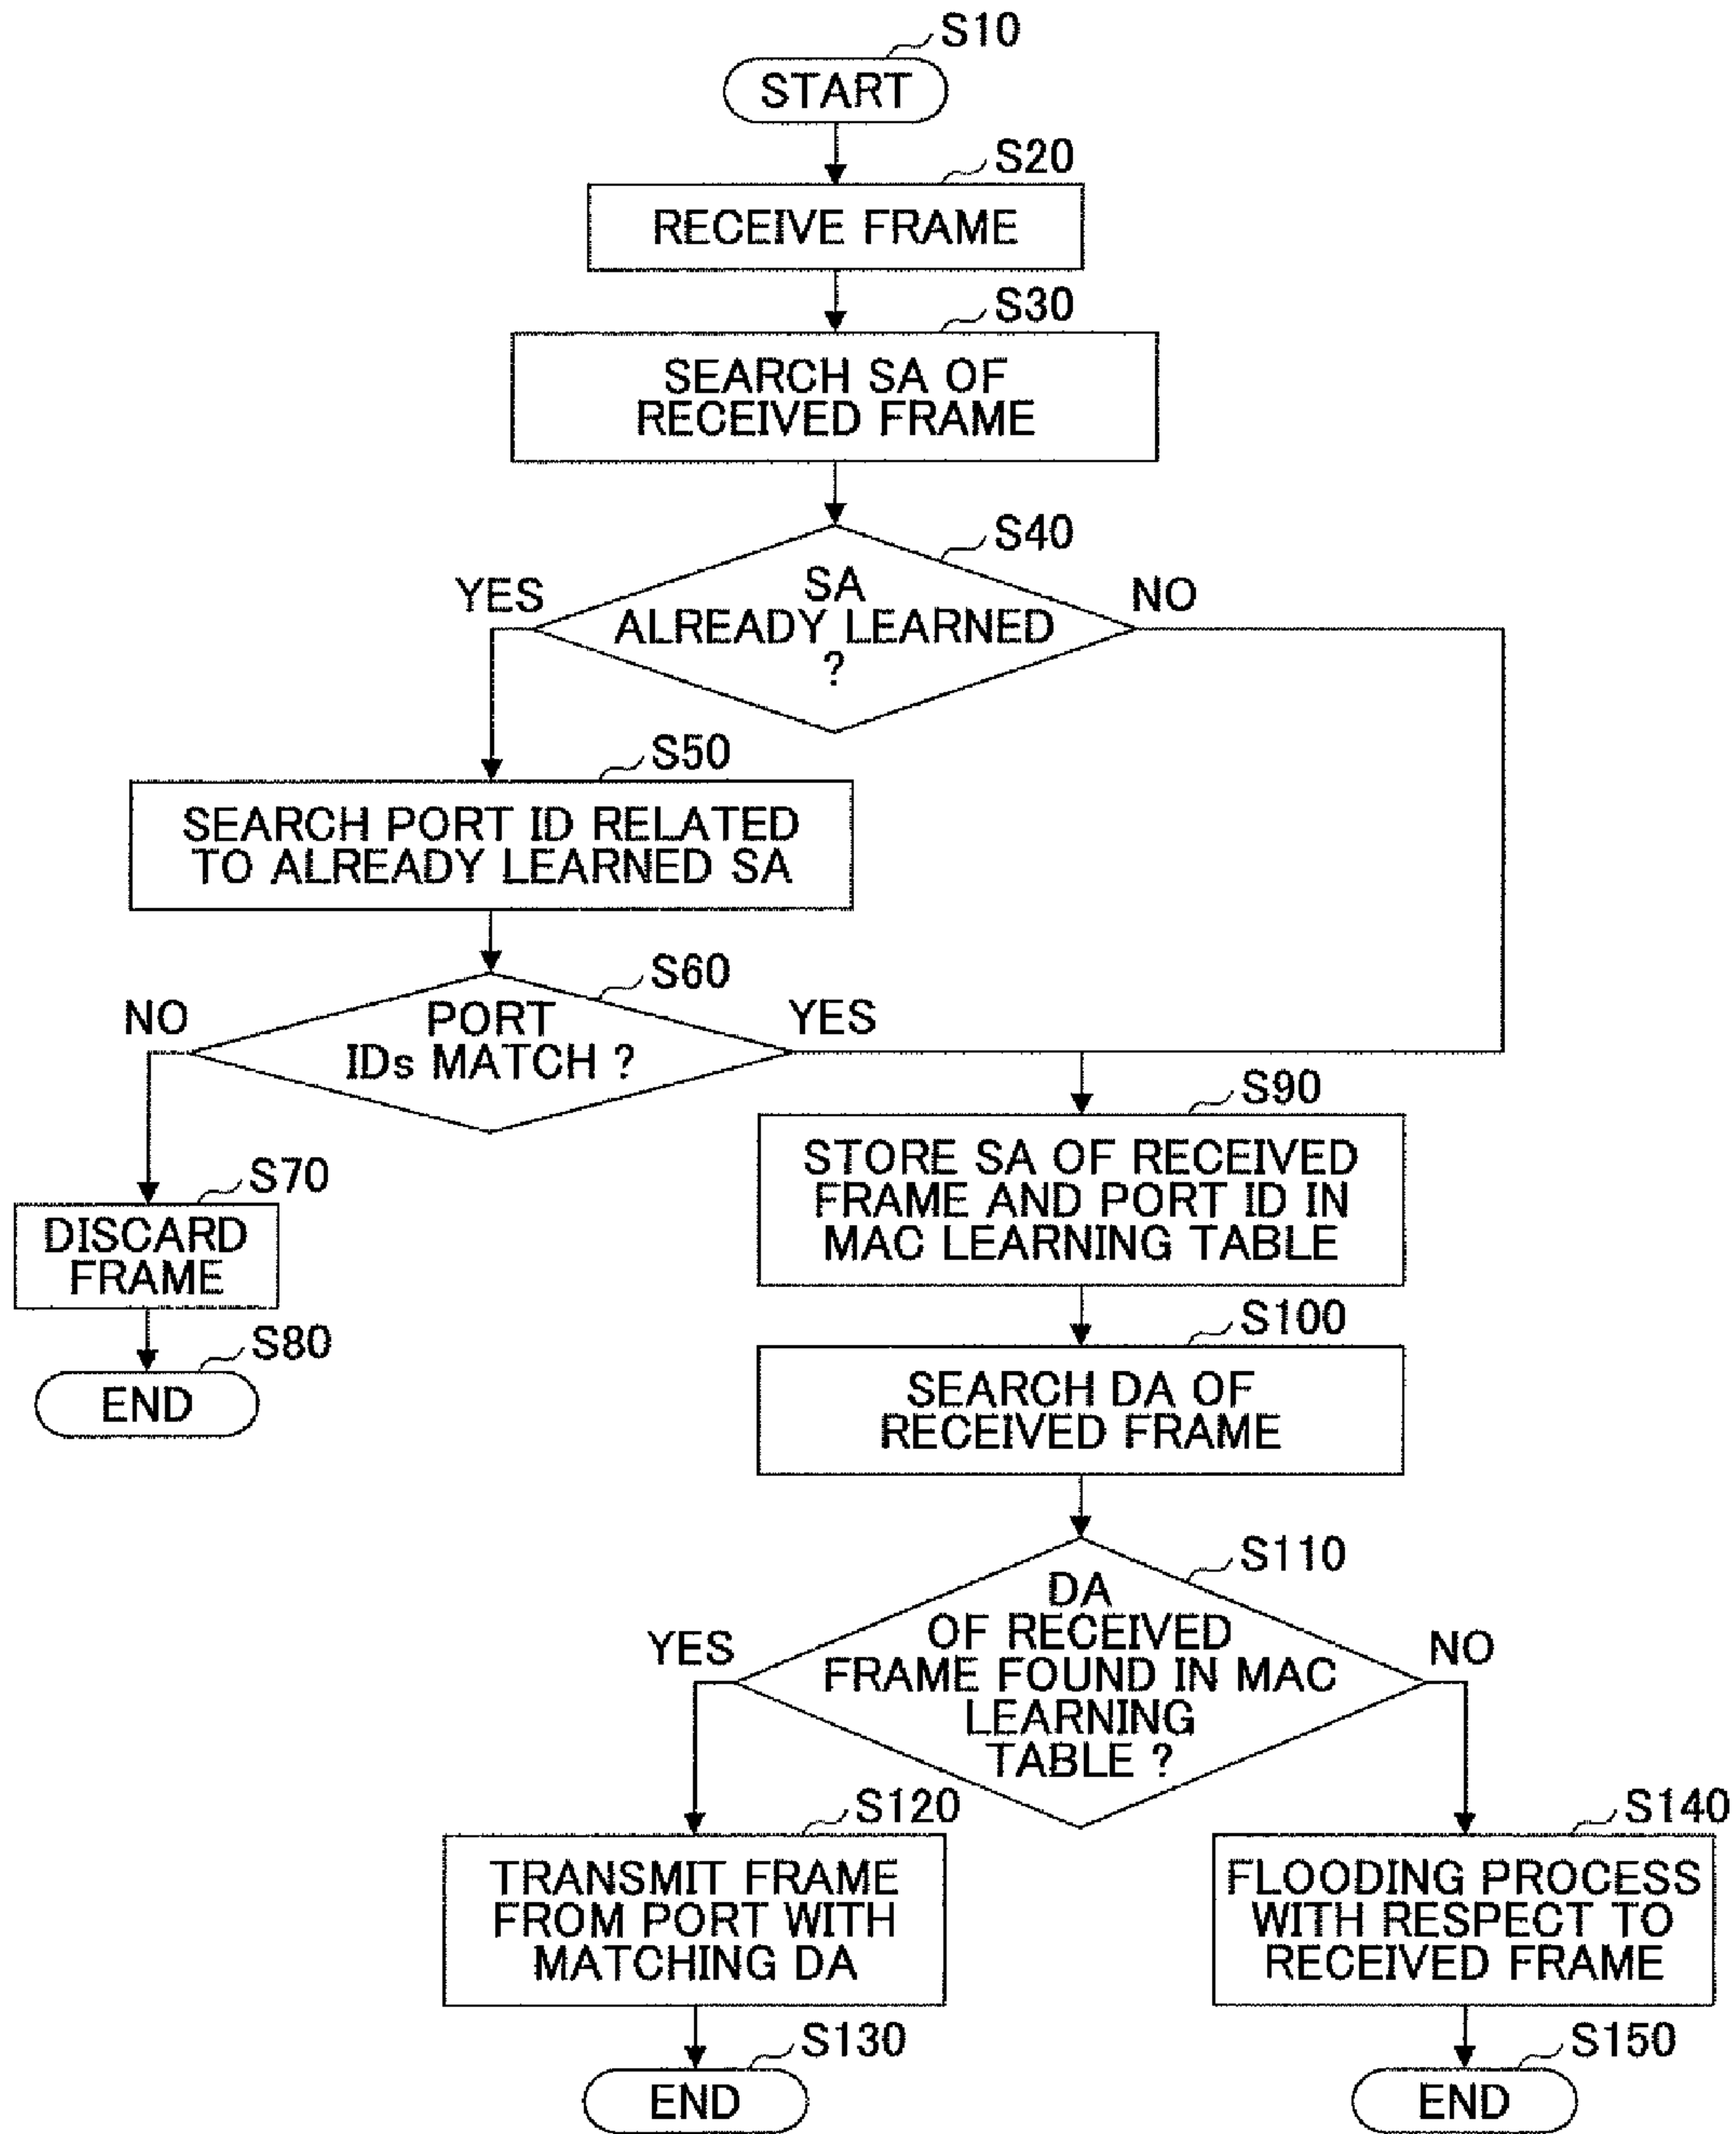 S10
START
S20
RECEIVE FRAME
S30
SEARCH SA OF
RECEIVED FRAME
S40
YES
SA
ALREADY LEARNED
?
NO
S50
SEARCH PORT ID RELATED
TO ALREADY LEARNED SA
S60
NO
PORT
IDs MATCH ?
YES
S70
DISCARD
FRAME
S80
END
S90
STORE SA OF RECEIVED
FRAME AND PORT ID IN
MAC LEARNING TABLE
S100
SEARCH DA OF
RECEIVED FRAME
S110
YES
DA
OF RECEIVED
FRAME FOUND IN MAC
LEARNING
TABLE ?
NO
S120
TRANSMIT FRAME
FROM PORT WITH
MATCHING DA
S130
END
S140
FLOODING PROCESS
WITH RESPECT TO
RECEIVED FRAME
S150
END